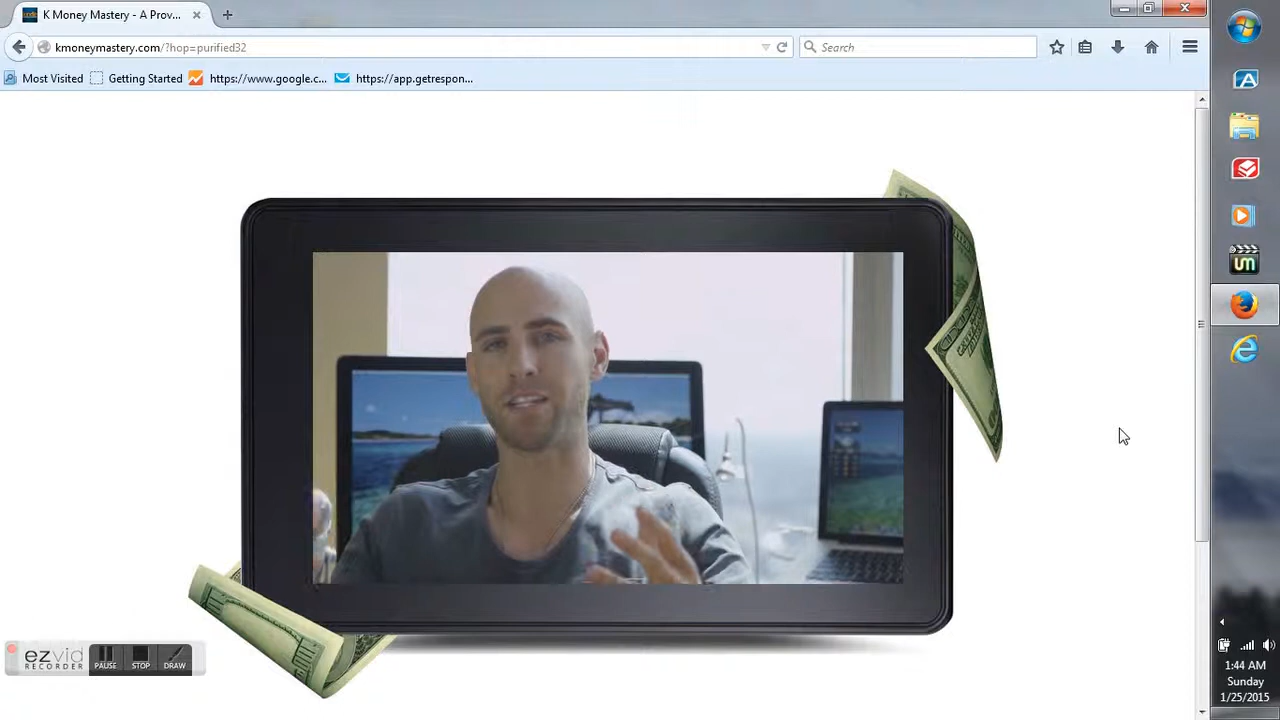 K Money Mastery - A Prov...
kmoneymastery.com/?hop=purified32
Search
Most Visited
Getting Started
https://www.google.c...
https://app.getrespon...
ezvid
RECORDER
PAUSE
STOP
DRAW
1:44 AM
Sunday
1/25/2015